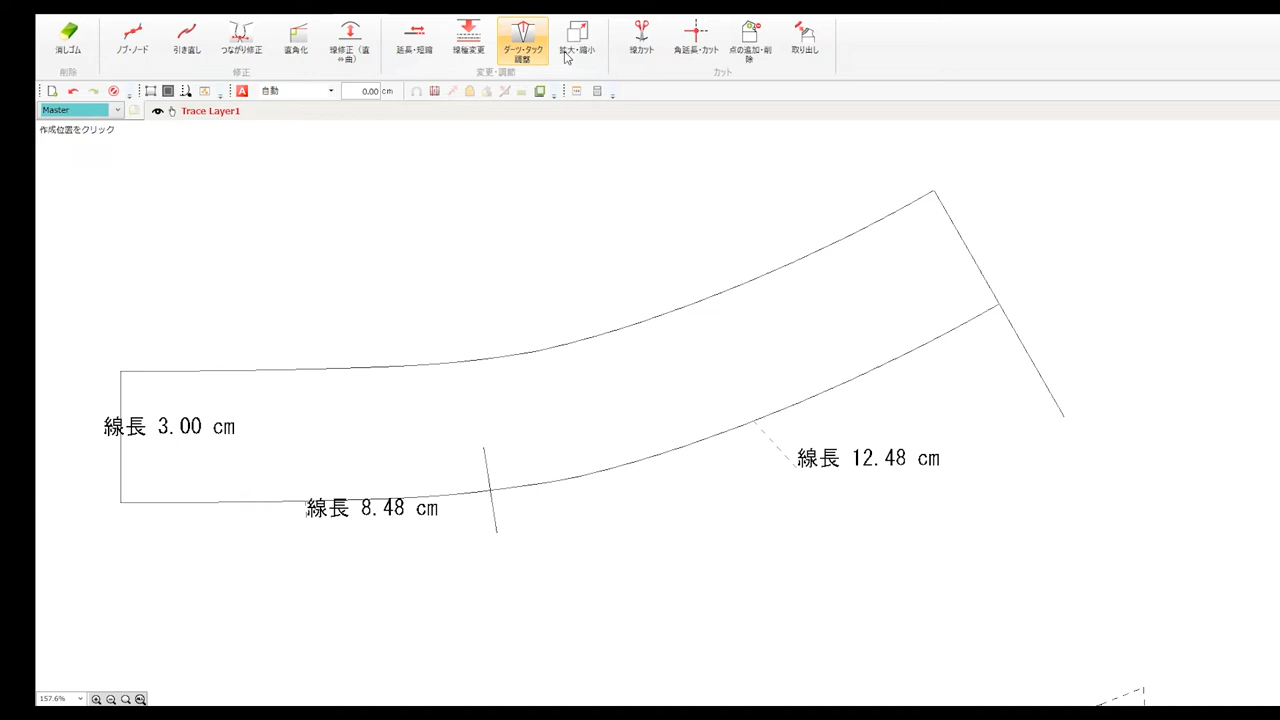 消しゴム
ノブ・ノード
引き直し
つながり修正
直角化
線修正（直
⇔曲）
延長・短縮
線種変更
ダーツ・タック
調整
拡大・縮小
線カット
角延長・カット
点の追加・削
除
取り出し
削除
修正
変更・調節
カット
A
自動
0.00 cm
Master
Trace Layer1
作成位置をクリック
線長 3.00 cm
線長 12.48 cm
線長 8.48 cm
157.6%